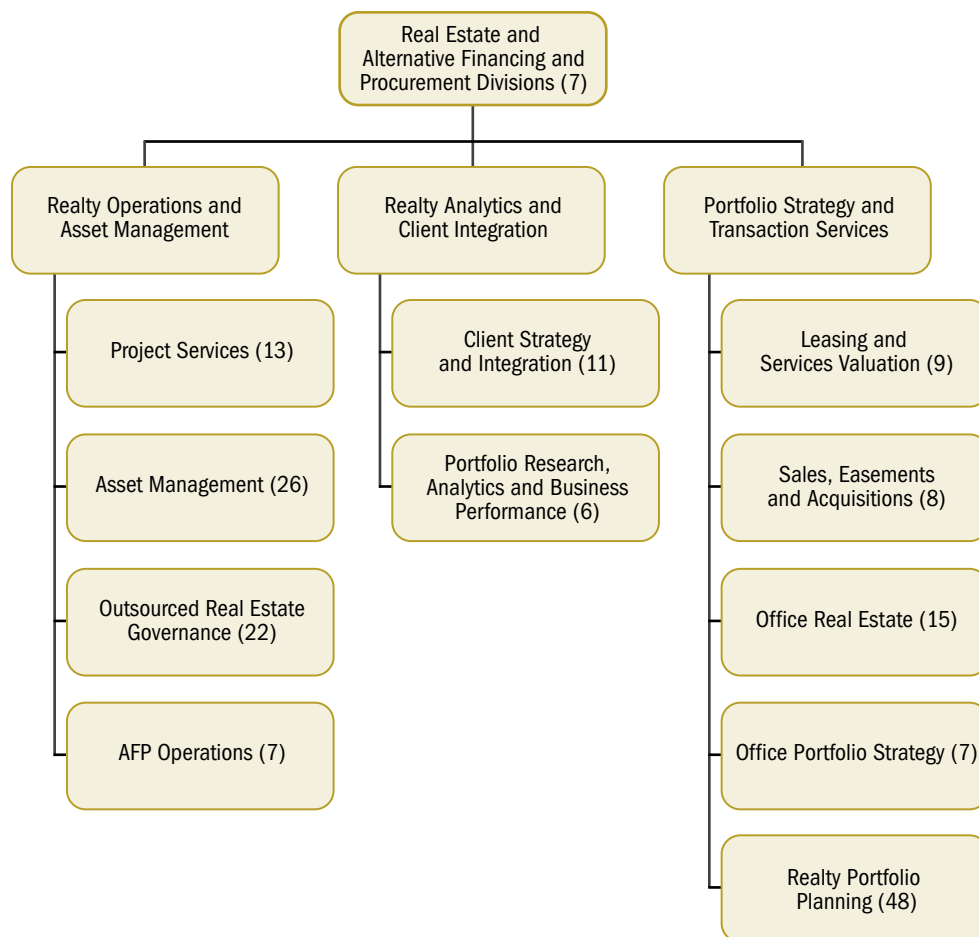 Real Estate and
Alternative Financing and
Procurement Divisions (7)
Realty Operations and
Asset Management
Realty Analytics and
Client Integration
Portfolio Strategy and
Transaction Services
Project Services (13)
Asset Management (26)
Outsourced Real Estate
Governance (22)
AFP Operations (7)
Client Strategy
and Integration (11)
Portfolio Research,
Analytics and Business
Performance (6)
Leasing and
Services Valuation (9)
Sales, Easements
and Acquisitions (8)
Office Real Estate (15)
Office Portfolio Strategy (7)
Realty Portfolio
Planning (48)